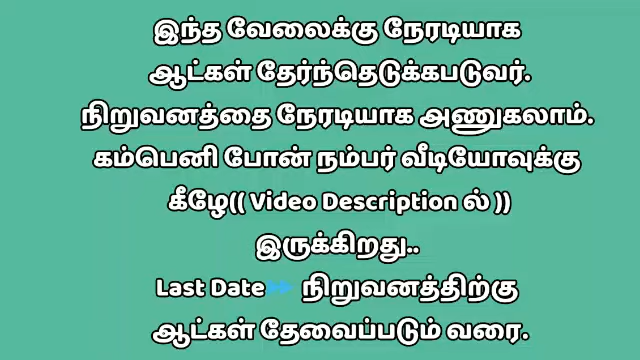 இந்த வேலைக்கு நேரடியாக
ஆட்கள் தேர்ந்தெடுக்கபடுவர்.
நிறுவனத்தை நேரடியாக அணுகலாம்.
கம்பெனி போன் நம்பர் வீடியோவுக்கு
கீழே(( Video Description ல் ))
இருக்கிறது..
Last Date⏩ நிறுவனத்திற்கு
ஆட்கள் தேவைப்படும் வரை.